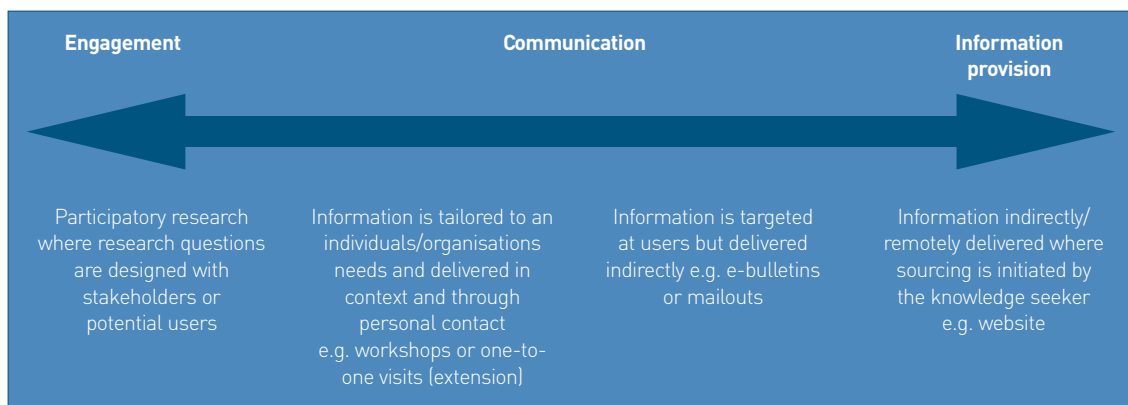 Engagement
Communication
Information
provision
Participatory research
where research questions
are designed with
stakeholders or
potential users
Information is tailored to an
individuals/organisations
needs and delivered in
context and through
personal contact
e.g. workshops or one-to-
one visits (extension)
Information is targeted
at users but delivered
indirectly e.g. e-bulletins
or mailouts
Information indirectly/
remotely delivered where
sourcing is initiated by
the knowledge seeker
e.g. website